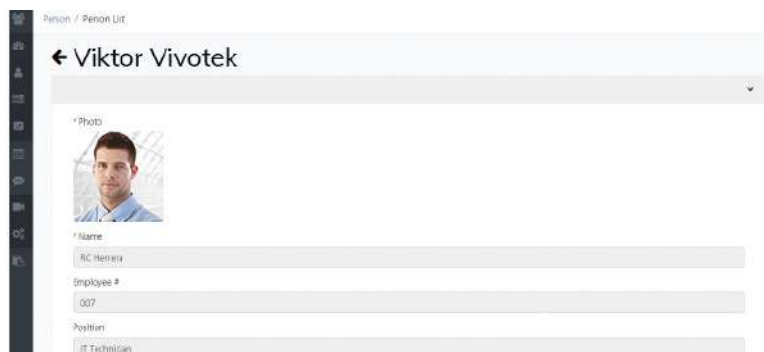 Person / Person List
← Viktor Vivotek
* Photo
* Name
RC Herrera
Employee #
007
Position
IT Technician